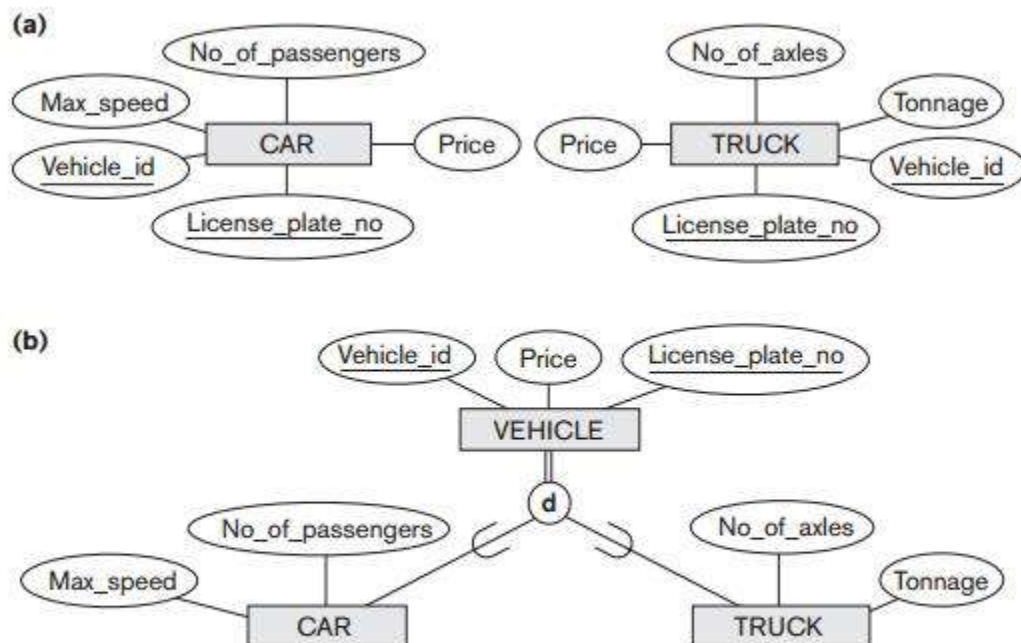 (a)
No_of_passengers
No_of_axles
Max_speed
Tonnage
CAR
Price
Price
TRUCK
Vehicle_id
Vehicle_id
License_plate_no
License_plate_no
(b)
Vehicle_id
Price
License_plate_no
VEHICLE
d
No_of_passengers
No_of_axles
Max_speed
Tonnage
CAR
TRUCK